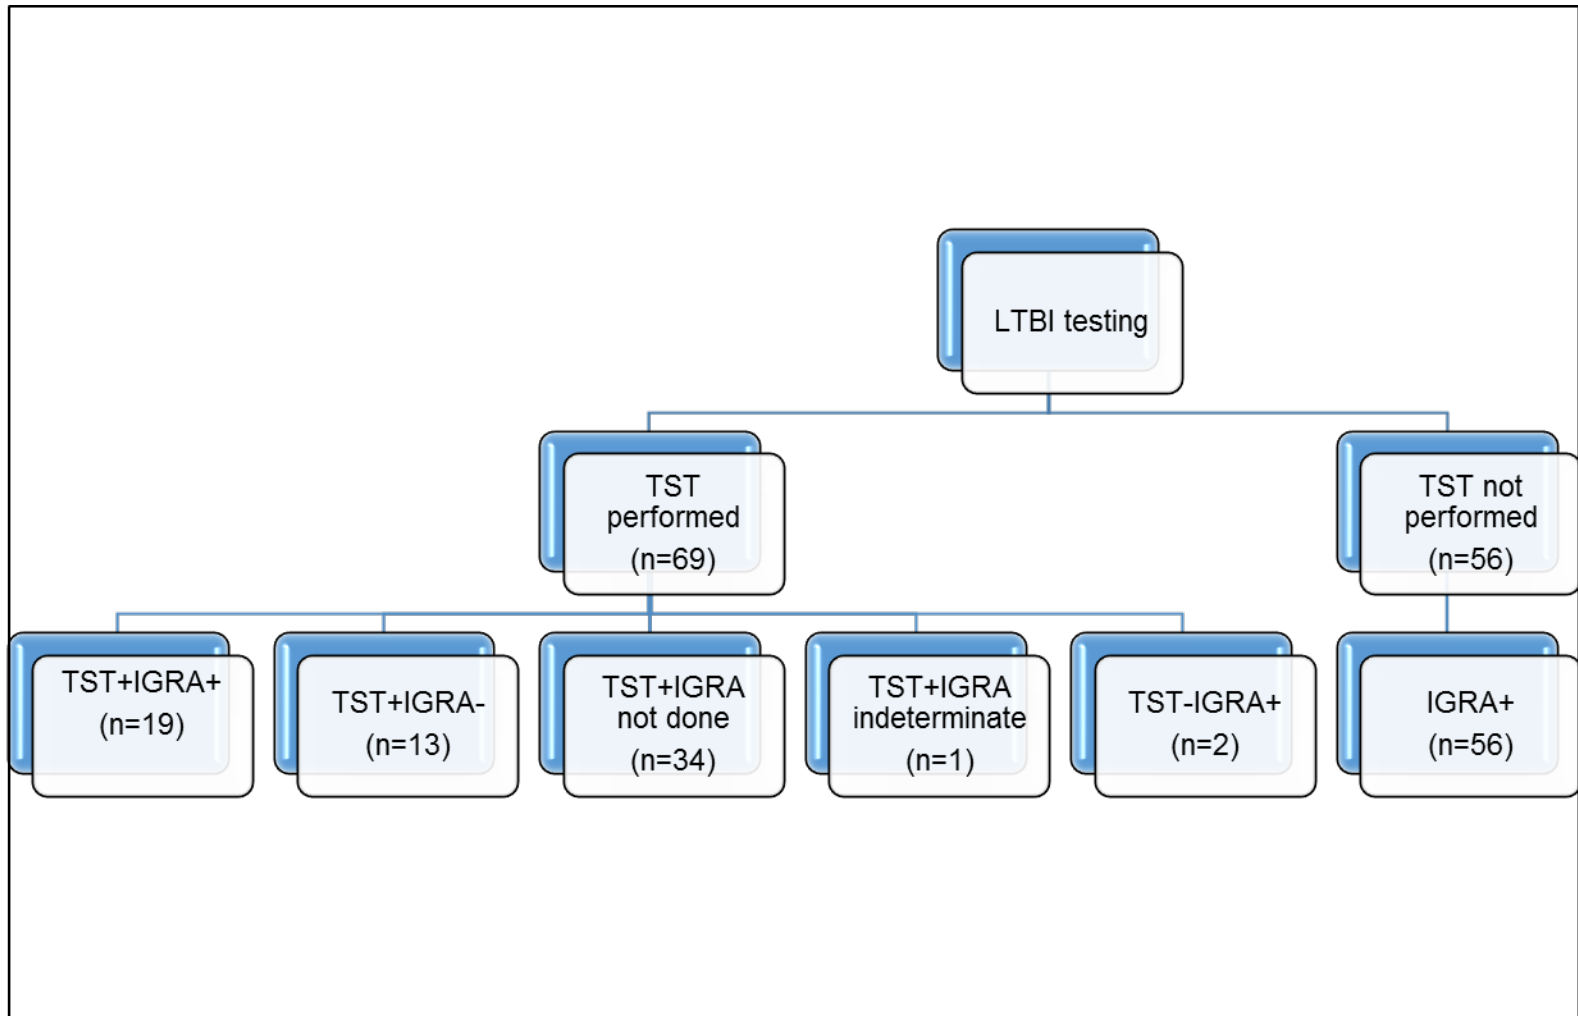 LTBI testing
TST
performed
(n=69)
TST not
performed
(n=56)
TST+IGRA+
(n=19)
TST+IGRA-
(n=13)
TST+IGRA
not done
(n=34)
TST+IGRA
indeterminate
(n=1)
TST-IGRA+
(n=2)
IGRA+
(n=56)